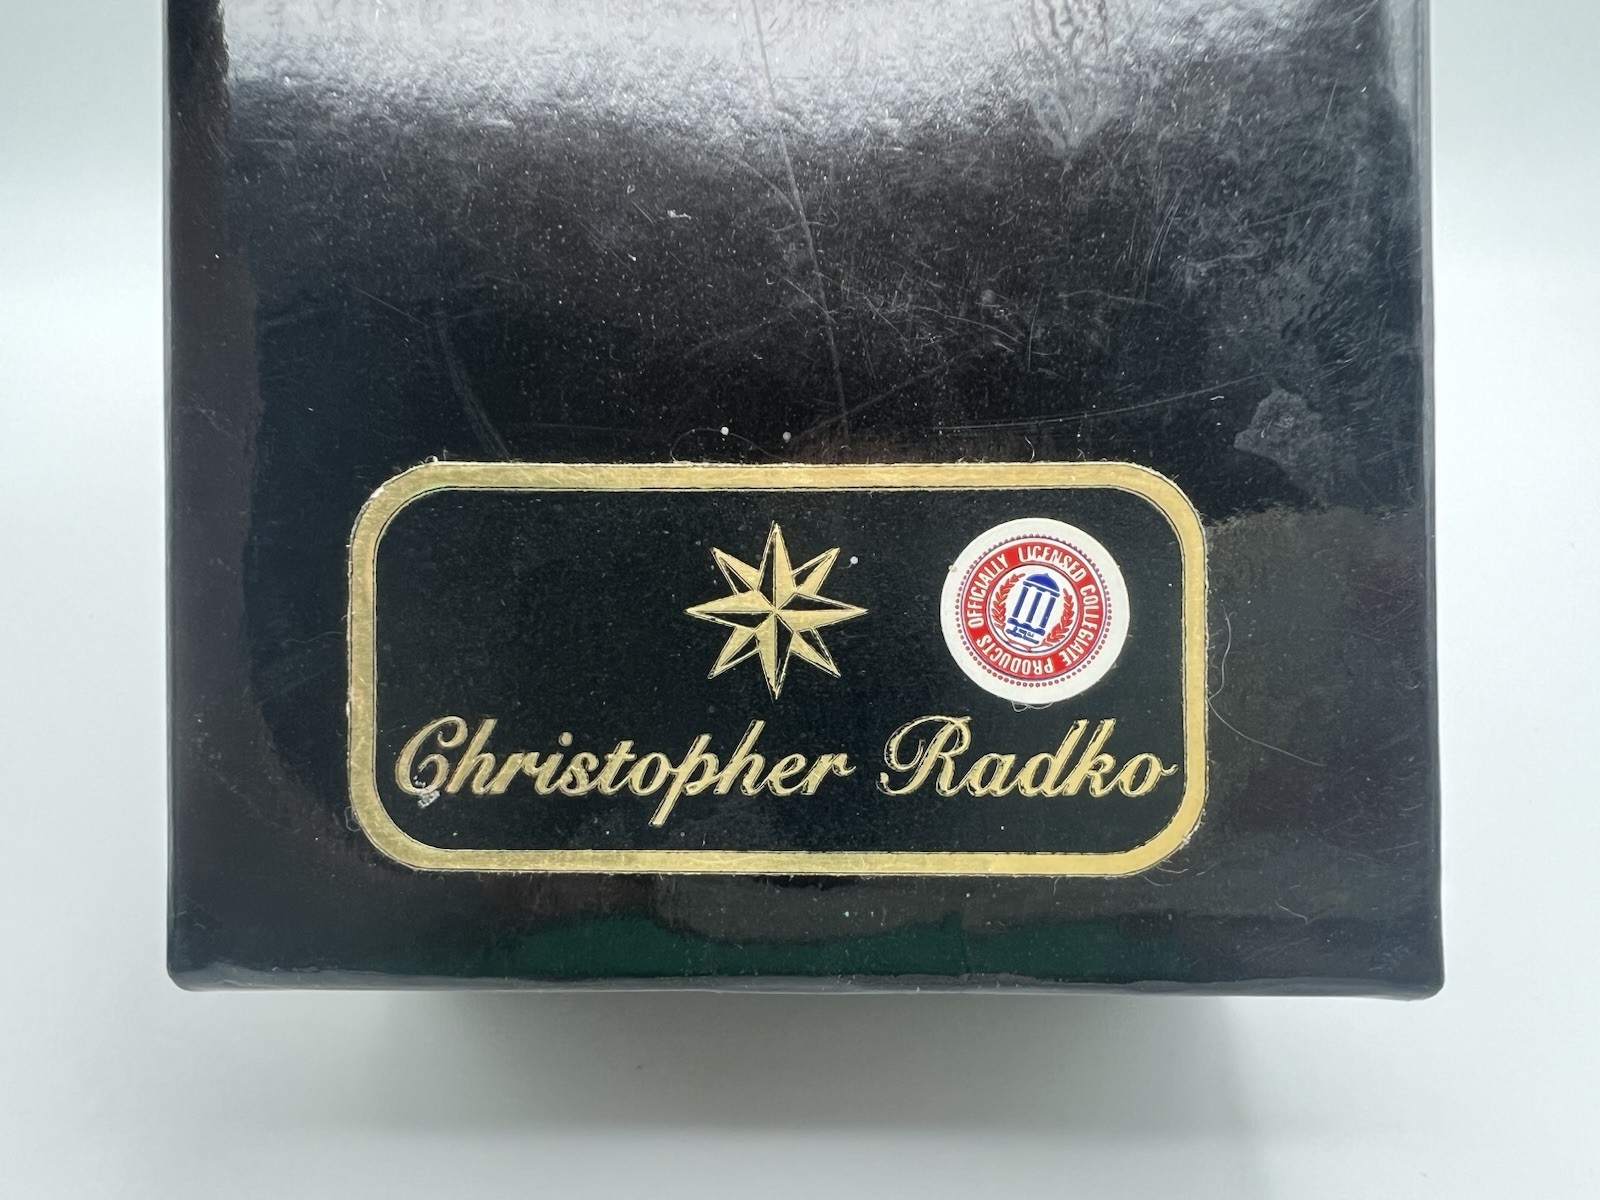 OFFICIALLY LICENSED COLLEGIATE PRODUCTS
Christopher Radko